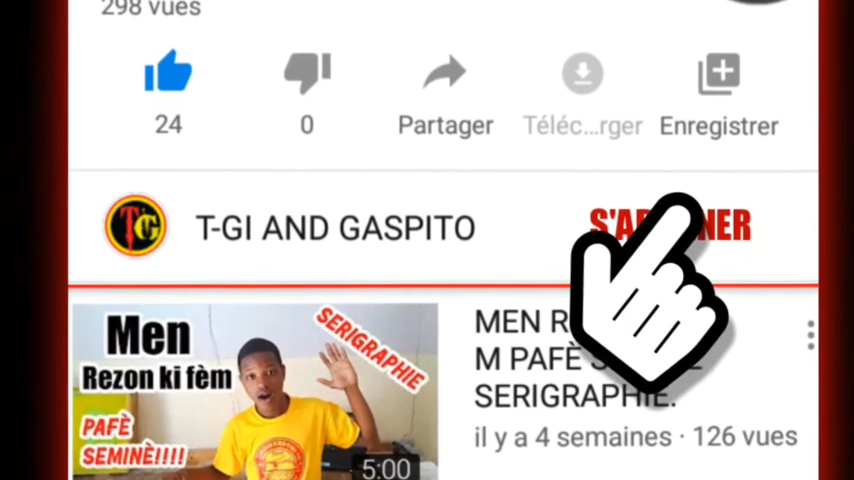 298 vues
24
0
Partager
Téléc...rger
Enregistrer
TG
T-GI AND GASPITO
Men
Rezon ki fèm
SERIGRAPHIE
PAFÈ
SEMINÈ!!!!
5:00
MEN
M PAFÈ
SERIGRAPHIE.
il y a 4 semaines · 126 vues